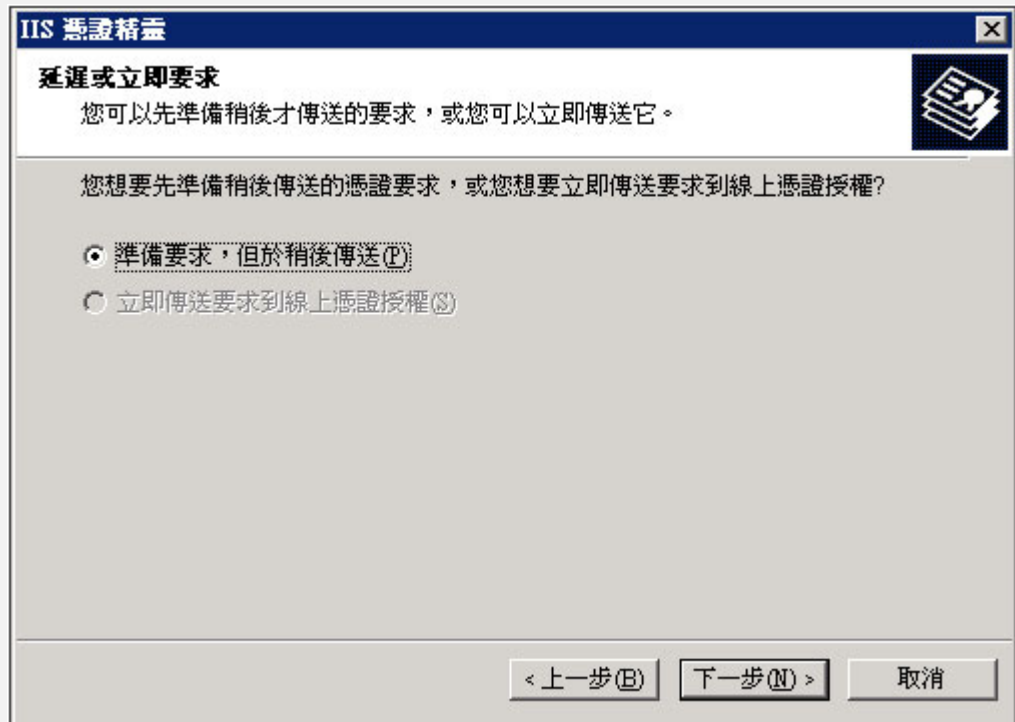 IIS 憑證精靈
延遲或立即要求
您可以先準備稍後才傳送的要求，或您可以立即傳送它。
您想要先準備稍後傳送的憑證要求，或您想要立即傳送要求到線上憑證授權?
準備要求，但於稍後傳送(P)
立即傳送要求到線上憑證授權(S)
<上一步(B) 下一步(N)> 取消